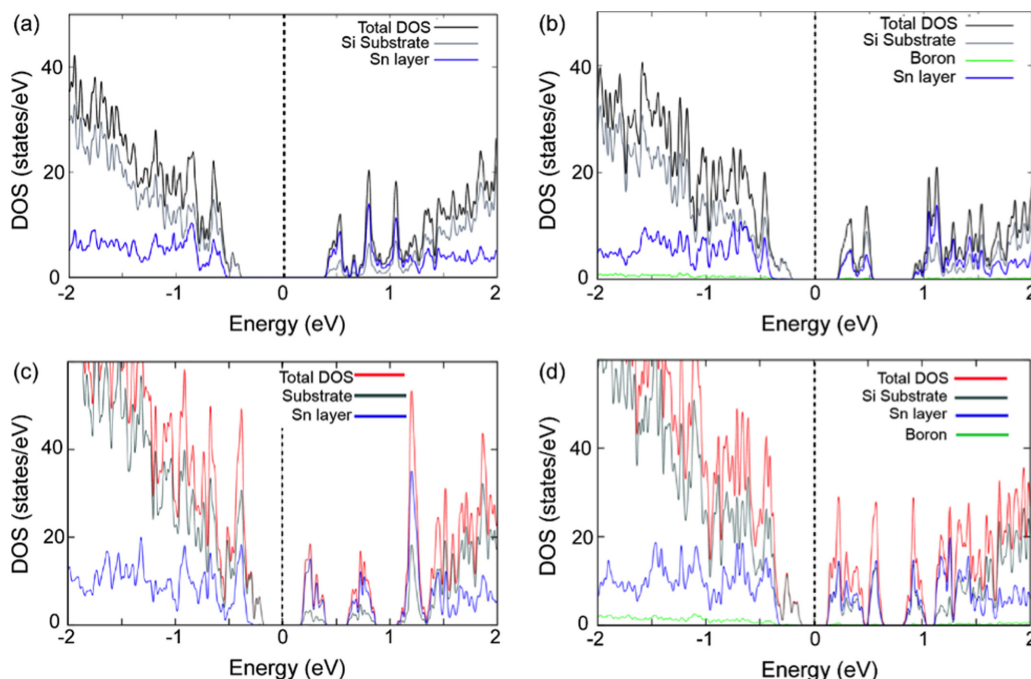 (a)
Total DOS
Si Substrate
Sn layer
DOS (states/eV)
40
20
0
-2
-1
0
1
2
Energy (eV)
(b)
Total DOS
Si Substrate
Boron
Sn layer
DOS (states/eV)
40
20
0
-2
-1
0
1
2
Energy (eV)
(c)
Total DOS
Substrate
Sn layer
DOS (states/eV)
40
20
0
-2
-1
0
1
2
Energy (eV)
(d)
Total DOS
Si Substrate
Sn layer
Boron
DOS (states/eV)
40
20
0
-2
-1
0
1
2
Energy (eV)